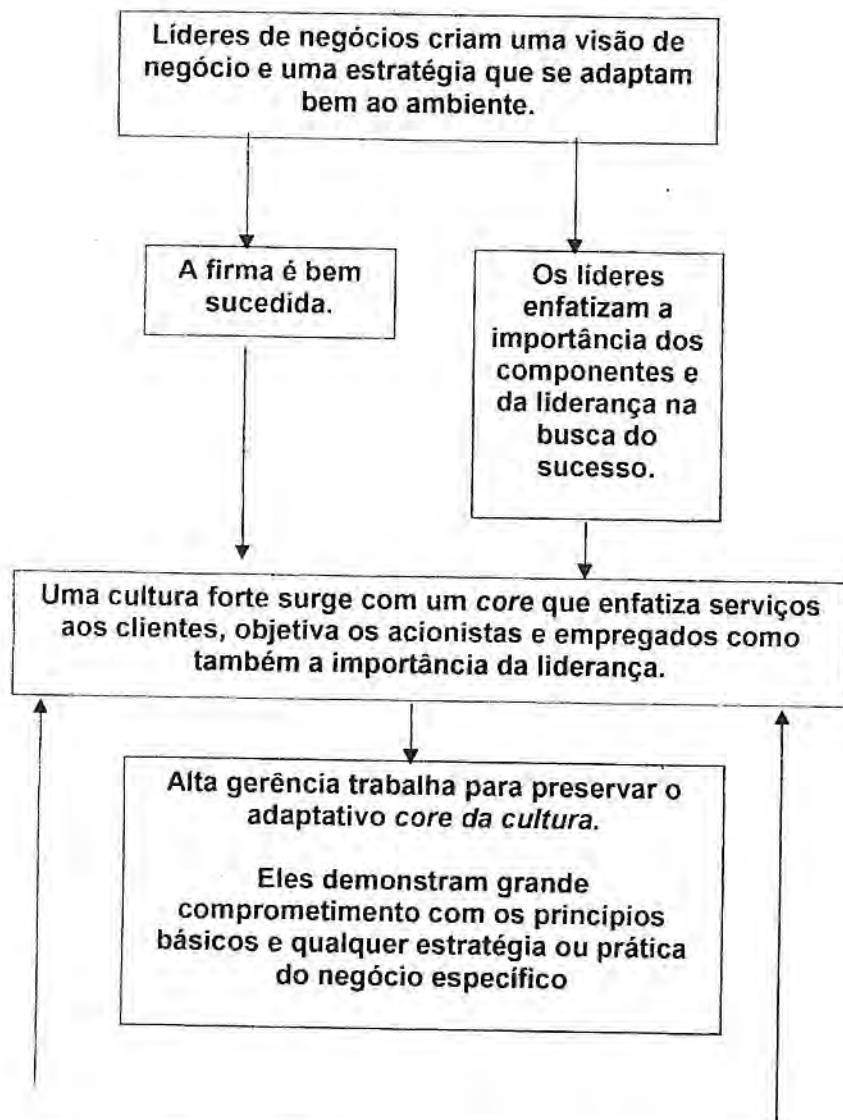 Líderes de negócios criam uma visão de
negócio e uma estratégia que se adaptam
bem ao ambiente.
A firma é bem
sucedida.
Os líderes
enfatizam a
importância dos
componentes e
da liderança na
busca do
sucesso.
Uma cultura forte surge com um core que enfatiza serviços
aos clientes, objetiva os acionistas e empregados como
também a importância da liderança.
Alta gerência trabalha para preservar o
adaptativo core da cultura.
Eles demonstram grande
comprometimento com os princípios
básicos e qualquer estratégia ou prática
do negócio específico